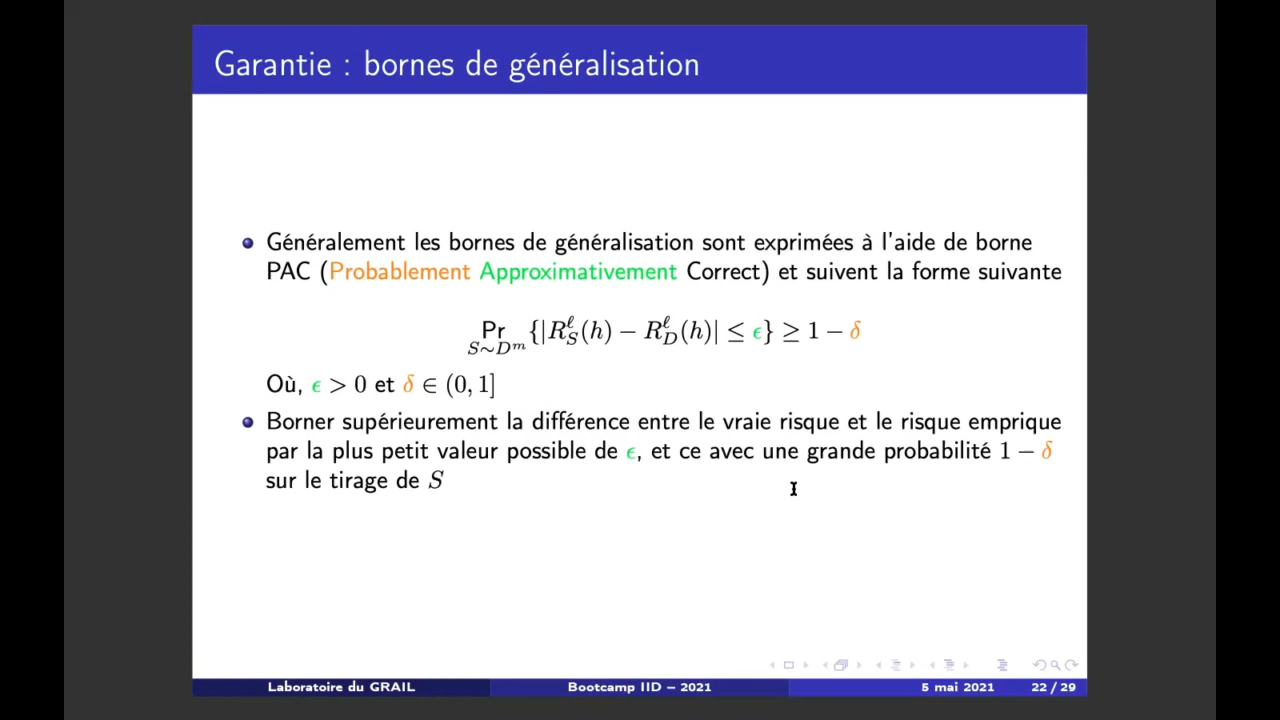 Garantie : bornes de généralisation
Généralement les bornes de généralisation sont exprimées à l'aide de borne
PAC (Probablement Approximativement Correct) et suivent la forme suivante
Pr {|R_S^ℓ(h) − R_D^ℓ(h)| ≤ ϵ} ≥ 1 − δ
S∼D^m
Où, ϵ > 0 et δ ∈ (0, 1]
Borner supérieurement la différence entre le vraie risque et le risque emprique
par la plus petit valeur possible de ϵ, et ce avec une grande probabilité 1 − δ
sur le tirage de S
Laboratoire du GRAIL Bootcamp IID – 2021 5 mai 2021 22 / 29